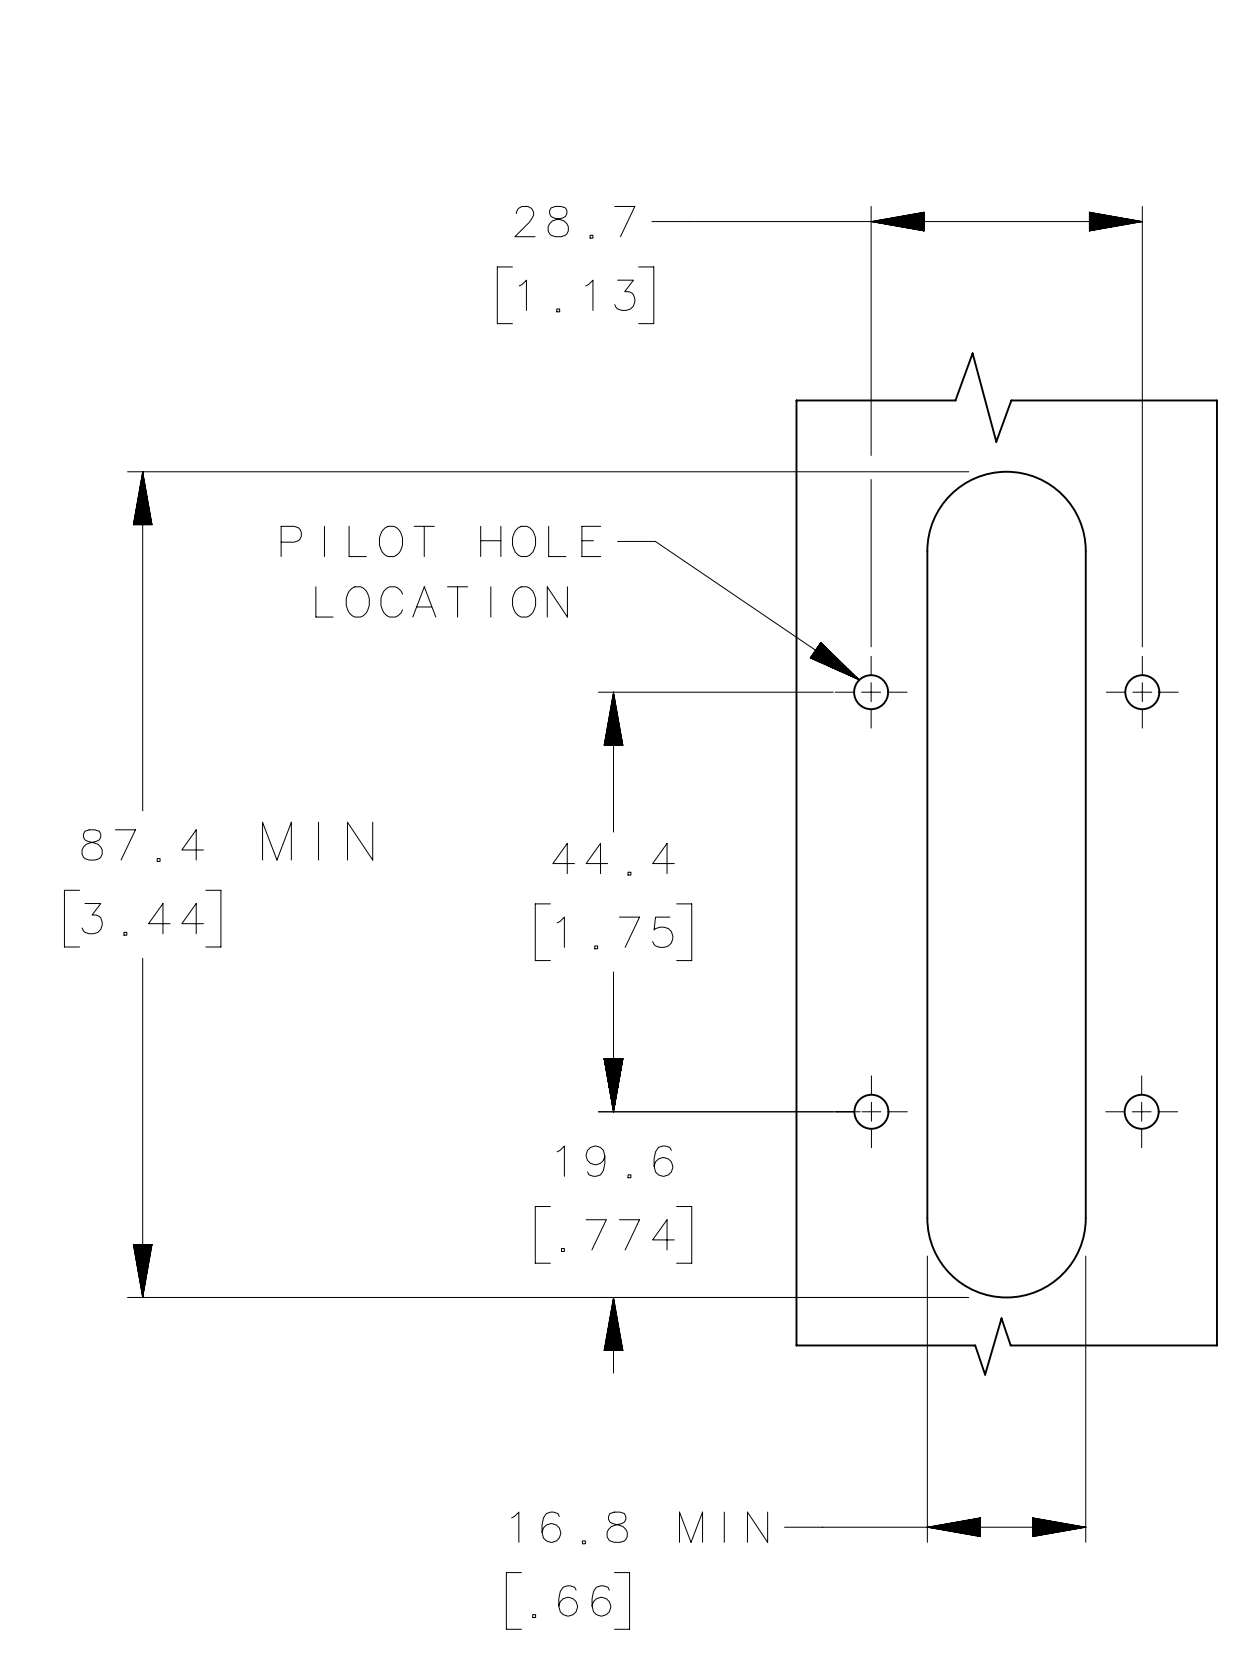 28.7
[1.13]
PILOT HOLE
LOCATION
87.4 MIN
[3.44]
44.4
[1.75]
19.6
[.774]
16.8 MIN
[.66]